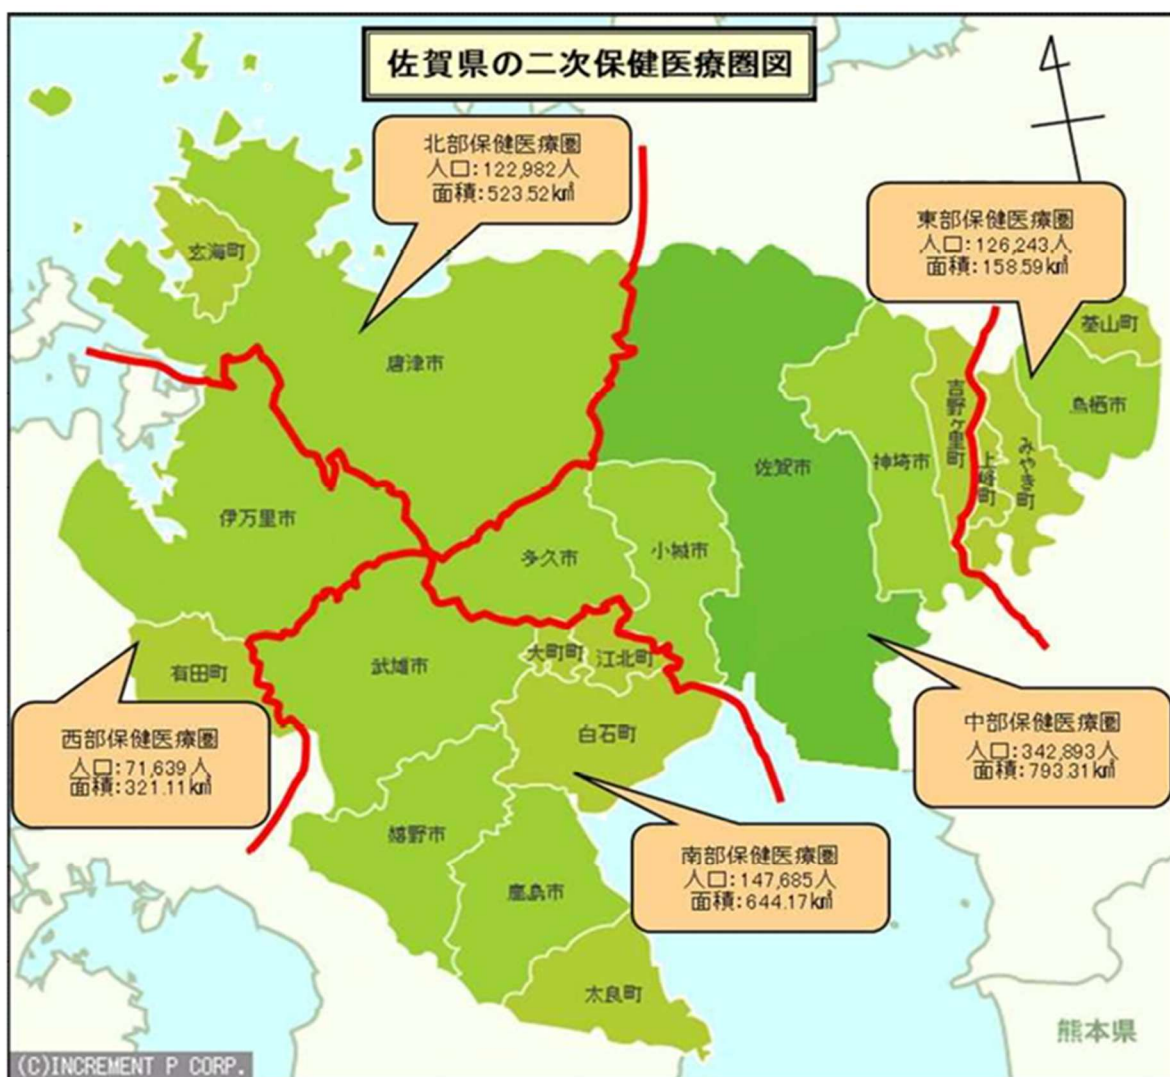 佐賀県の二次保健医療圏図
北部保健医療圏
人口:122,982人
面積:523.52k㎡
東部保健医療圏
人口:126,243人
面積:158.59k㎡
玄海町
基山町
唐津市
鳥栖市
吉野ヶ里町
みやき町
上峰町
神埼市
佐賀市
伊万里市
多久市
小城市
大町町
江北町
有田町
武雄市
白石町
西部保健医療圏
人口:71,639人
面積:321.11k㎡
中部保健医療圏
人口:342,893人
面積:793.31k㎡
嬉野市
南部保健医療圏
人口:147,685人
面積:644.17k㎡
鹿島市
太良町
熊本県
(C)INCREMENT P CORP.